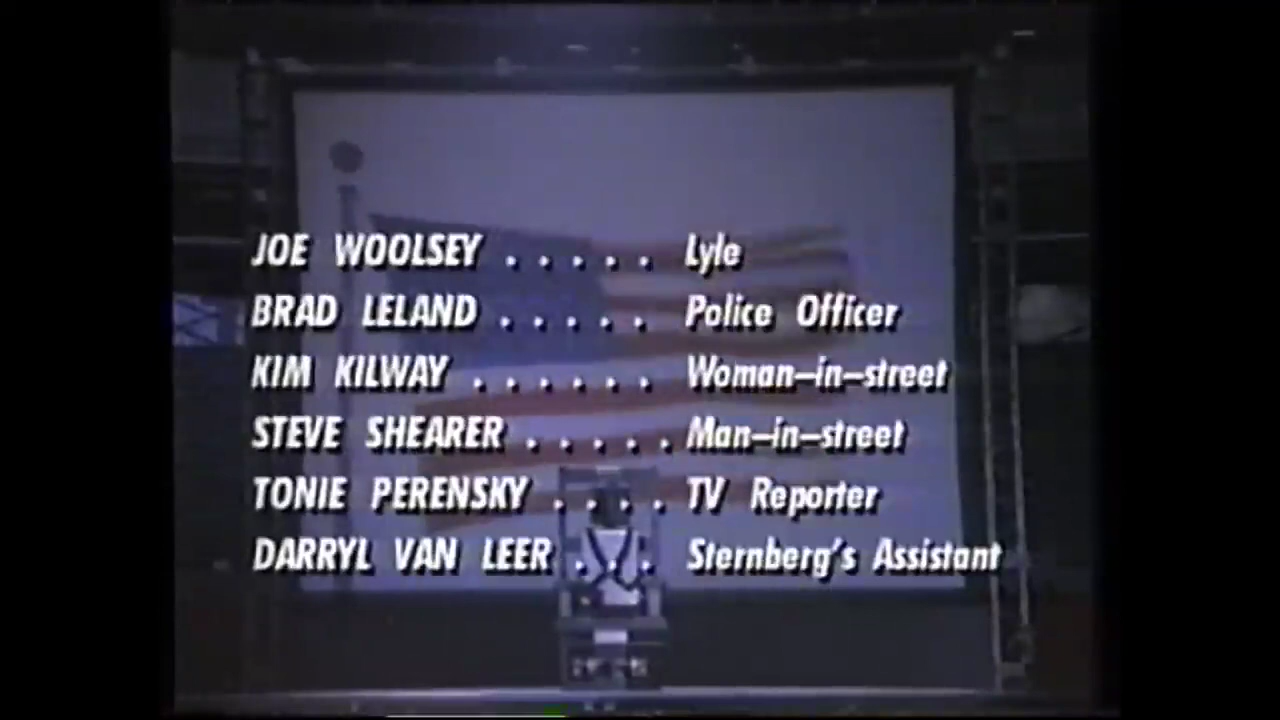 JOE WOOLSEY . . . . . Lyle
BRAD LELAND . . . . . Police Officer
KIM KILWAY . . . . . . Woman–in–street
STEVE SHEARER . . . . . Man–in–street
TONIE PERENSKY . . . . TV Reporter
DARRYL VAN LEER . . . Sternberg's Assistant